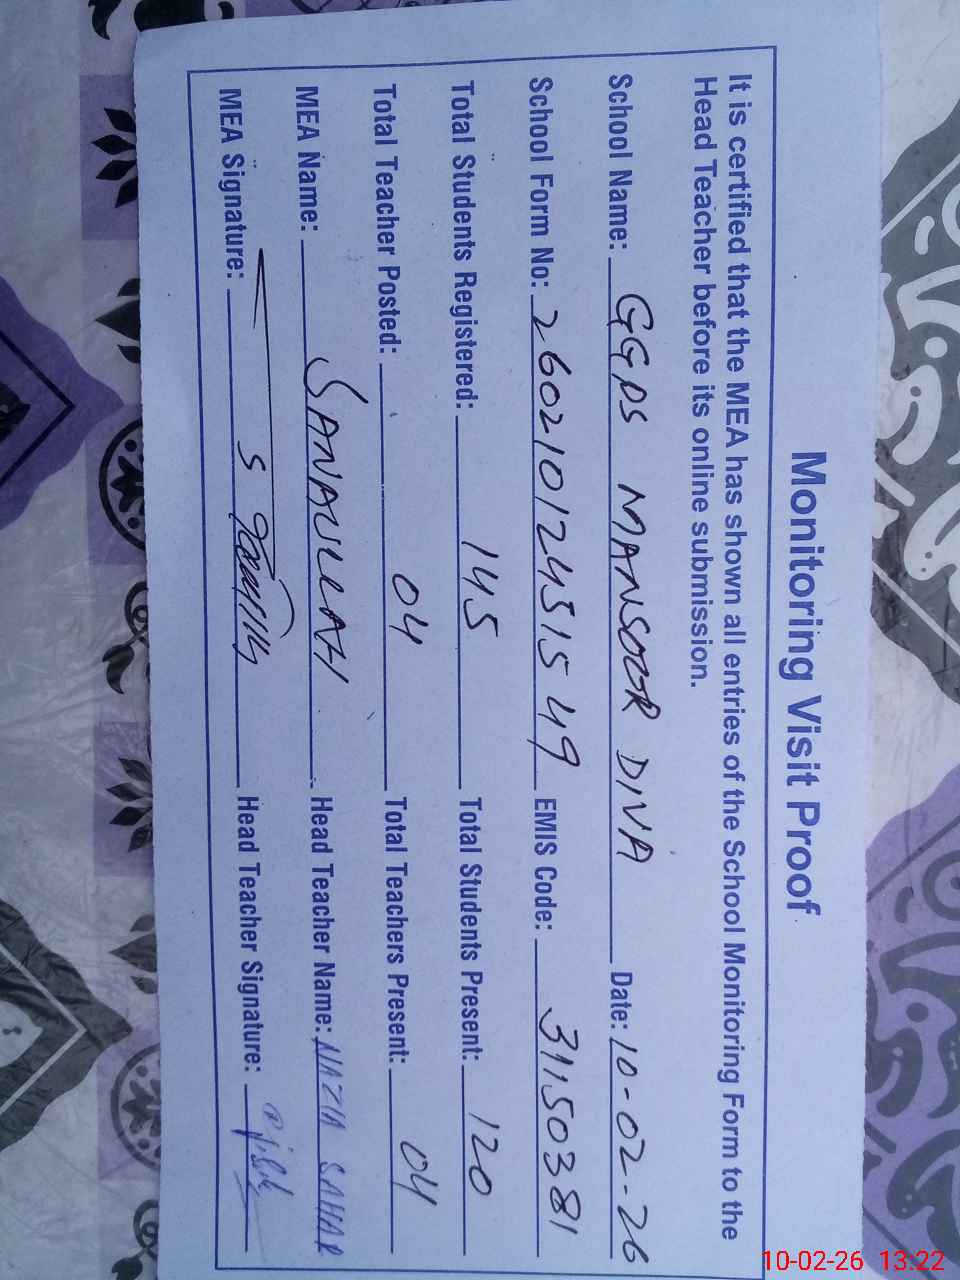 Monitoring Visit Proof
It is certified that the MEA has shown all entries of the School Monitoring Form to the
Head Teacher before its online submission.
School Name: GGPS MANSOOR DINA Date: 10-02-26
School Form No: 26021012451549 EMIS Code: 31150381
Total Students Registered: 145 Total Students Present: 120
Total Teacher Posted: 04 Total Teachers Present: 04
MEA Name: SANAULLAH Head Teacher Name: NAZIA SAHAR
MEA Signature: Head Teacher Signature:
10-02-26 13:22